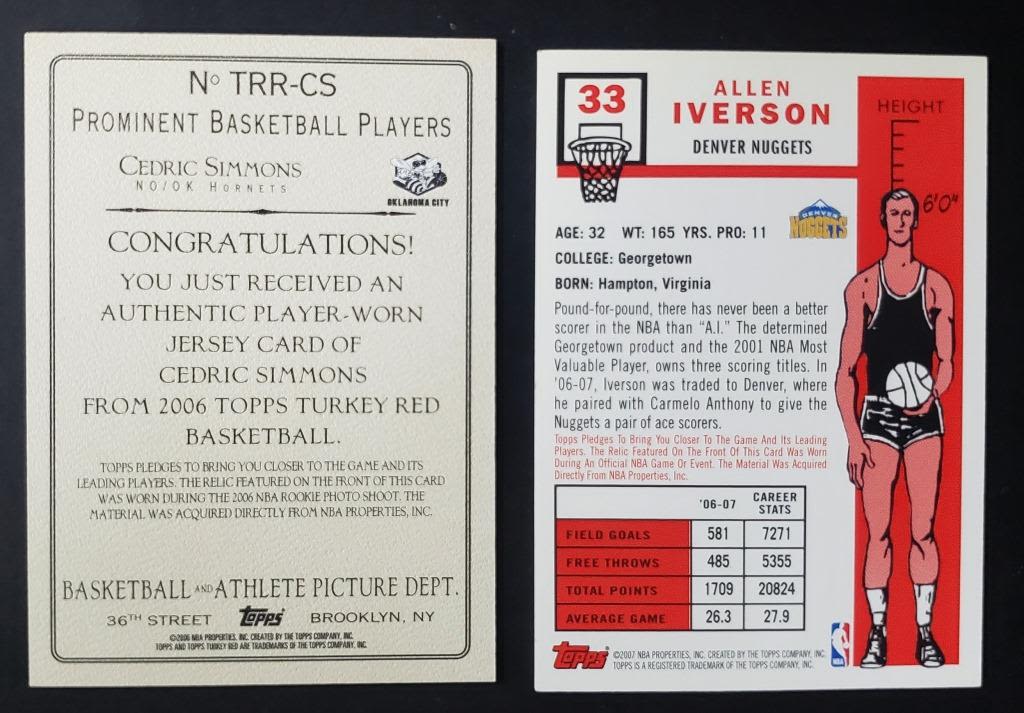 Nº TRR-CS
PROMINENT BASKETBALL PLAYERS
CEDRIC SIMMONS
NO/OK HORNETS
OKLAHOMA CITY
CONGRATULATIONS!
YOU JUST RECEIVED AN
AUTHENTIC PLAYER-WORN
JERSEY CARD OF
CEDRIC SIMMONS
FROM 2006 TOPPS TURKEY RED
BASKETBALL.
TOPPS PLEDGES TO BRING YOU CLOSER TO THE GAME AND ITS
LEADING PLAYERS. THE RELIC FEATURED ON THE FRONT OF THIS CARD
WAS WORN DURING THE 2006 NBA ROOKIE PHOTO SHOOT. THE
MATERIAL WAS ACQUIRED DIRECTLY FROM NBA PROPERTIES, INC.
BASKETBALL AND ATHLETE PICTURE DEPT.
36TH STREET Topps BROOKLYN, NY
©2006 NBA PROPERTIES, INC. CREATED BY THE TOPPS COMPANY, INC.
TOPPS AND TOPPS TURKEY RED ARE TRADEMARKS OF THE TOPPS COMPANY, INC.
33
ALLEN
IVERSON
DENVER NUGGETS
HEIGHT
6'0"
DENVER
NUGGETS
AGE: 32 WT: 165 YRS. PRO: 11
COLLEGE: Georgetown
BORN: Hampton, Virginia
Pound-for-pound, there has never been a better
scorer in the NBA than "A.I." The determined
Georgetown product and the 2001 NBA Most
Valuable Player, owns three scoring titles. In
'06-07, Iverson was traded to Denver, where
he paired with Carmelo Anthony to give the
Nuggets a pair of ace scorers.
Topps Pledges To Bring You Closer To The Game And Its Leading
Players. The Relic Featured On The Front Of This Card Was Worn
During An Official NBA Game Or Event. The Material Was Acquired
Directly From NBA Properties, Inc.
'06-07 CAREER STATS
FIELD GOALS 581 7271
FREE THROWS 485 5355
TOTAL POINTS 1709 20824
AVERAGE GAME 26.3 27.9
Topps
©2007 NBA PROPERTIES, INC. CREATED BY THE TOPPS COMPANY, INC.
TOPPS IS A REGISTERED TRADEMARK OF THE TOPPS COMPANY, INC.
NBA